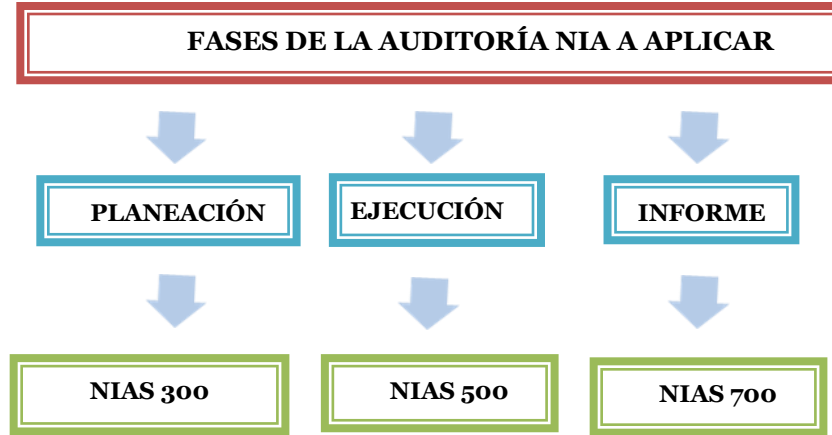 FASES DE LA AUDITORÍA NIA A APLICAR
PLANEACIÓN
EJECUCIÓN
INFORME
NIAS 300
NIAS 500
NIAS 700